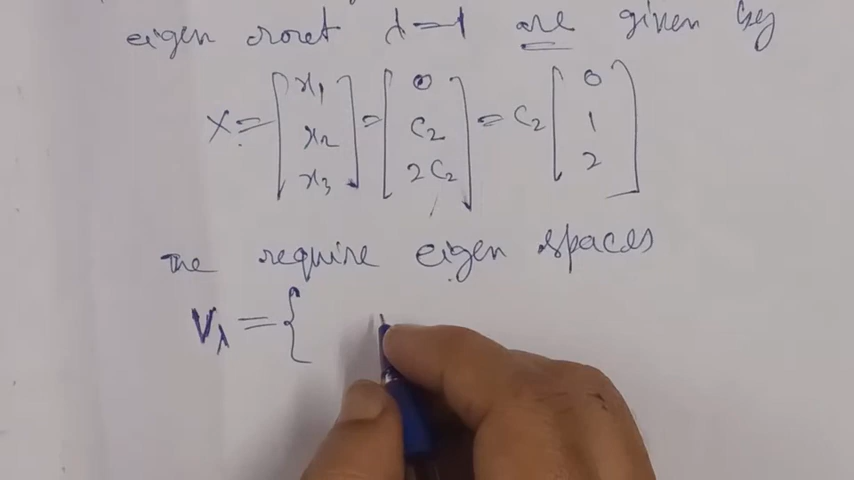 eigen root λ=1 are given by
X = [x1 x2 x3] = [0 c2 2c2] = c2 [0 1 2]
The require eigen spaces
Vλ = {